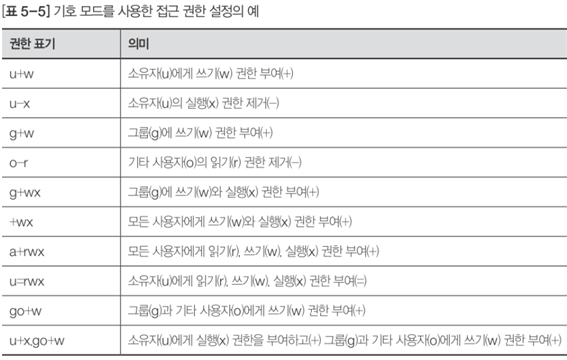 [표 5-5] 기호 모드를 사용한 접근 권한 설정의 예
권한 표기 의미
u+w 소유자(u)에게 쓰기(w) 권한 부여(+)
u-x 소유자(u)의 실행(x) 권한 제거(-)
g+w 그룹(g)에 쓰기(w) 권한 부여(+)
o-r 기타 사용자(o)의 읽기(r) 권한 제거(-)
g+wx 그룹(g)에 쓰기(w)와 실행(x) 권한 부여(+)
+wx 모든 사용자에게 쓰기(w)와 실행(x) 권한 부여(+)
a+rwx 모든 사용자에게 읽기(r), 쓰기(w), 실행(x) 권한 부여(+)
u=rwx 소유자(u)에게 읽기(r), 쓰기(w), 실행(x) 권한 부여(=)
go+w 그룹(g)과 기타 사용자(o)에게 쓰기(w) 권한 부여(+)
u+x,go+w 소유자(u)에게 실행(x) 권한을 부여하고(+) 그룹(g)과 기타 사용자(o)에게 쓰기(w) 권한 부여(+)